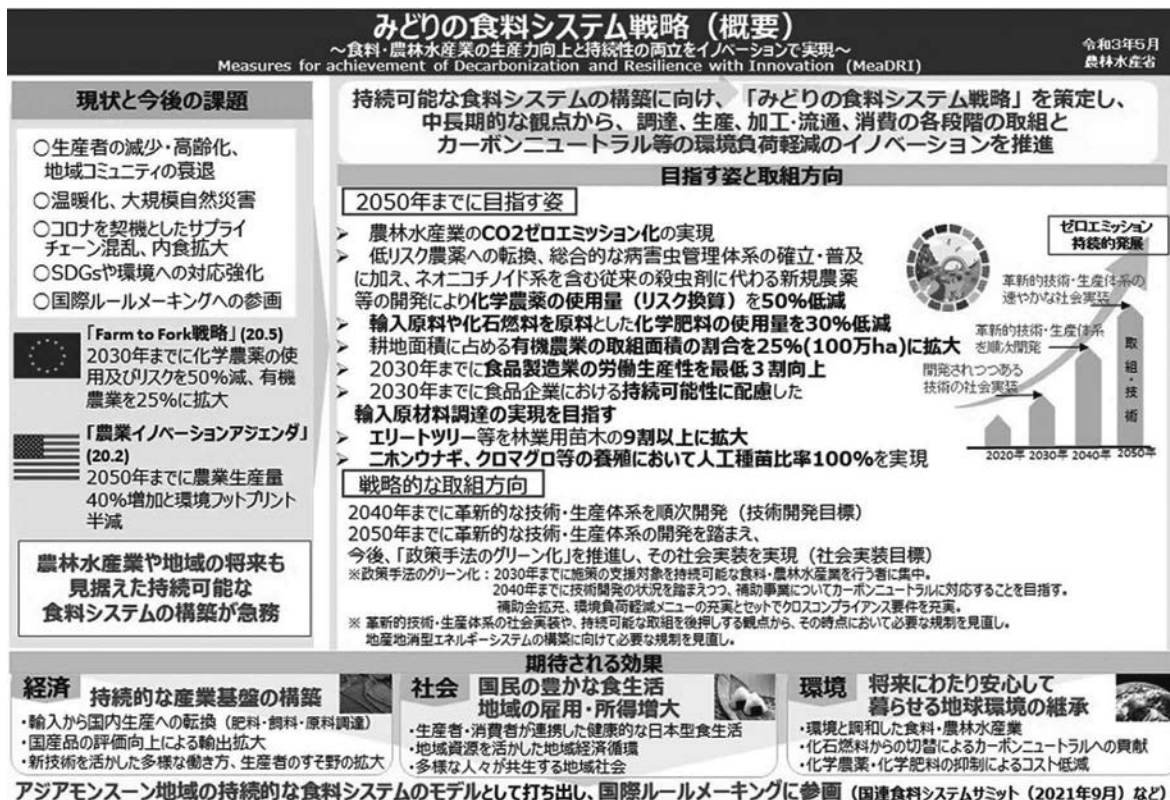 みどりの食料システム戦略（概要）
～食料・農林水産業の生産力向上と持続性の両立をイノベーションで実現～
Measures for achievement of Decarbonization and Resilience with Innovation (MeaDRI)
令和3年5月
農林水産省
現状と今後の課題
○生産者の減少・高齢化、
地域コミュニティの衰退
○温暖化、大規模自然災害
○コロナを契機としたサプライ
チェーン混乱、内食拡大
○SDGsや環境への対応強化
○国際ルールメーキングへの参画
「Farm to Fork戦略」(20.5)
2030年までに化学農薬の使
用及びリスクを50%減、有機
農業を25%に拡大
「農業イノベーションアジェンダ」
(20.2)
2050年までに農業生産量
40%増加と環境フットプリント
半減
農林水産業や地域の将来も
見据えた持続可能な
食料システムの構築が急務
持続可能な食料システムの構築に向け、「みどりの食料システム戦略」を策定し、
中長期的な観点から、調達、生産、加工・流通、消費の各段階の取組と
カーボンニュートラル等の環境負荷軽減のイノベーションを推進
目指す姿と取組方向
2050年までに目指す姿
➢ 農林水産業のCO2ゼロエミッション化の実現
➢ 低リスク農薬への転換、総合的な病害虫管理体系の確立・普及
に加え、ネオニコチノイド系を含む従来の殺虫剤に代わる新規農薬
等の開発により化学農薬の使用量（リスク換質）を50%低減
➢ 輸入原料や化石燃料を原料とした化学肥料の使用量を30%低減
➢ 耕地面積に占める有機農業の取組面積の割合を25%(100万ha)に拡大
➢ 2030年までに食品製造業の労働生産性を最低３割向上
➢ 2030年までに食品企業における持続可能性に配慮した
輸入原材料調達の実現を目指す
➢ エリートツリー等を林業用苗木の9割以上に拡大
➢ ニホンウナギ、クロマグロ等の養殖において人工種苗比率100%を実現
ゼロエミッション
持続的発展
革新的技術・生産体系の
速やかな社会実装
革新的技術・生産体系
を順次開発
開発されつつある
技術の社会実装
取組・技術
2020年 2030年 2040年 2050年
戦略的な取組方向
2040年までに革新的な技術・生産体系を順次開発（技術開発目標）
2050年までに革新的な技術・生産体系の開発を踏まえ、
今後、「政策手法のグリーン化」を推進し、その社会実装を実現（社会実装目標）
※政策手法のグリーン化：2030年までに施策の支援対象を持続可能な食料・農林水産業を行う者に集中。
2040年までに技術開発の状況を踏まえつつ、補助事業についてカーボンニュートラルに対応することを目指す。
補助会拡充、環境負荷軽減メニューの充実とセットでクロスコンプライアンス要件を充実。
※ 革新的技術・生産体系の社会実装や、持続可能な取組を後押しする観点から、その時点において必要な規制を見直し。
地産地消型エネルギーシステムの構築に向けて必要な規制を見直し。
期待される効果
経済 持続的な産業基盤の構築
・輸入から国内生産への転換（肥料・飼料・原料調達）
・国産品の評価向上による輸出拡大
・新技術を活かした多様な働き方、生産者のすそ野の拡大
社会 国民の豊かな食生活
地域の雇用・所得増大
・生産者・消費者が連携した健康的な日本型食生活
・地域資源を活かした地域経済循環
・多様な人々が共生する地域社会
環境 将来にわたり安心して
暮らせる地球環境の継承
・環境と調和した食料・農林水産業
・化石燃料からの切替によるカーボンニュートラルへの貢献
・化学農薬・化学肥料の抑制によるコスト低減
アジアモンスーン地域の持続的な食料システムのモデルとして打ち出し、国際ルールメーキングに参画（国連食料システムサミット（2021年9月）など）